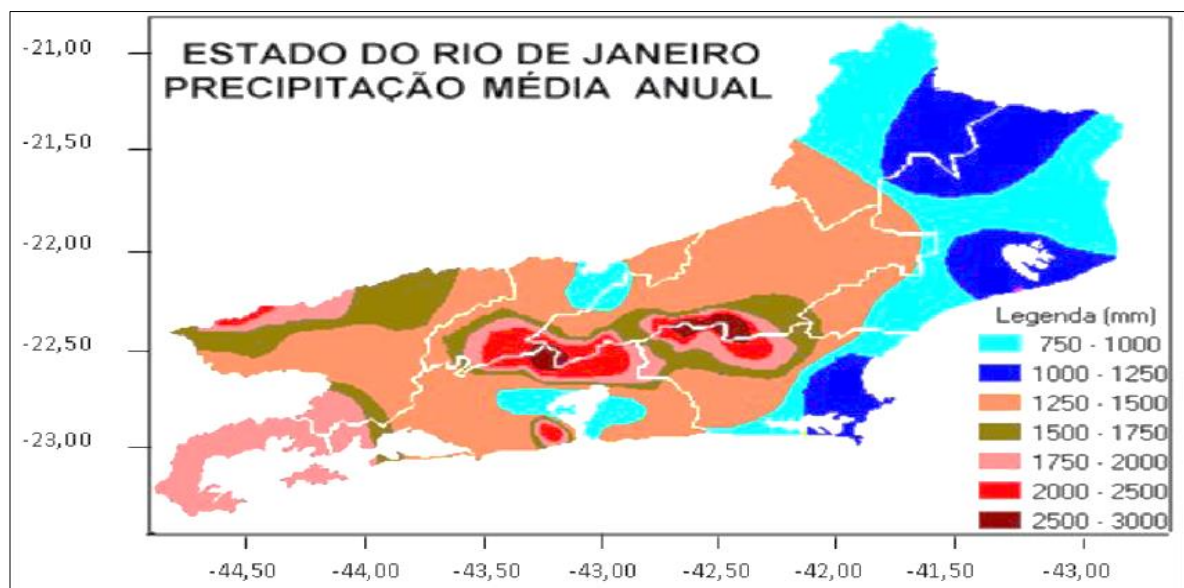 ESTADO DO RIO DE JANEIRO
PRECIPITAÇÃO MÉDIA ANUAL
-21,00
-21,50
-22,00
-22,50
-23,00
Legenda (mm)
750 - 1000
1000 - 1250
1250 - 1500
1500 - 1750
1750 - 2000
2000 - 2500
2500 - 3000
-44,50 -44,00 -43,50 -43,00 -42,50 -42,00 -41,50 -43,00